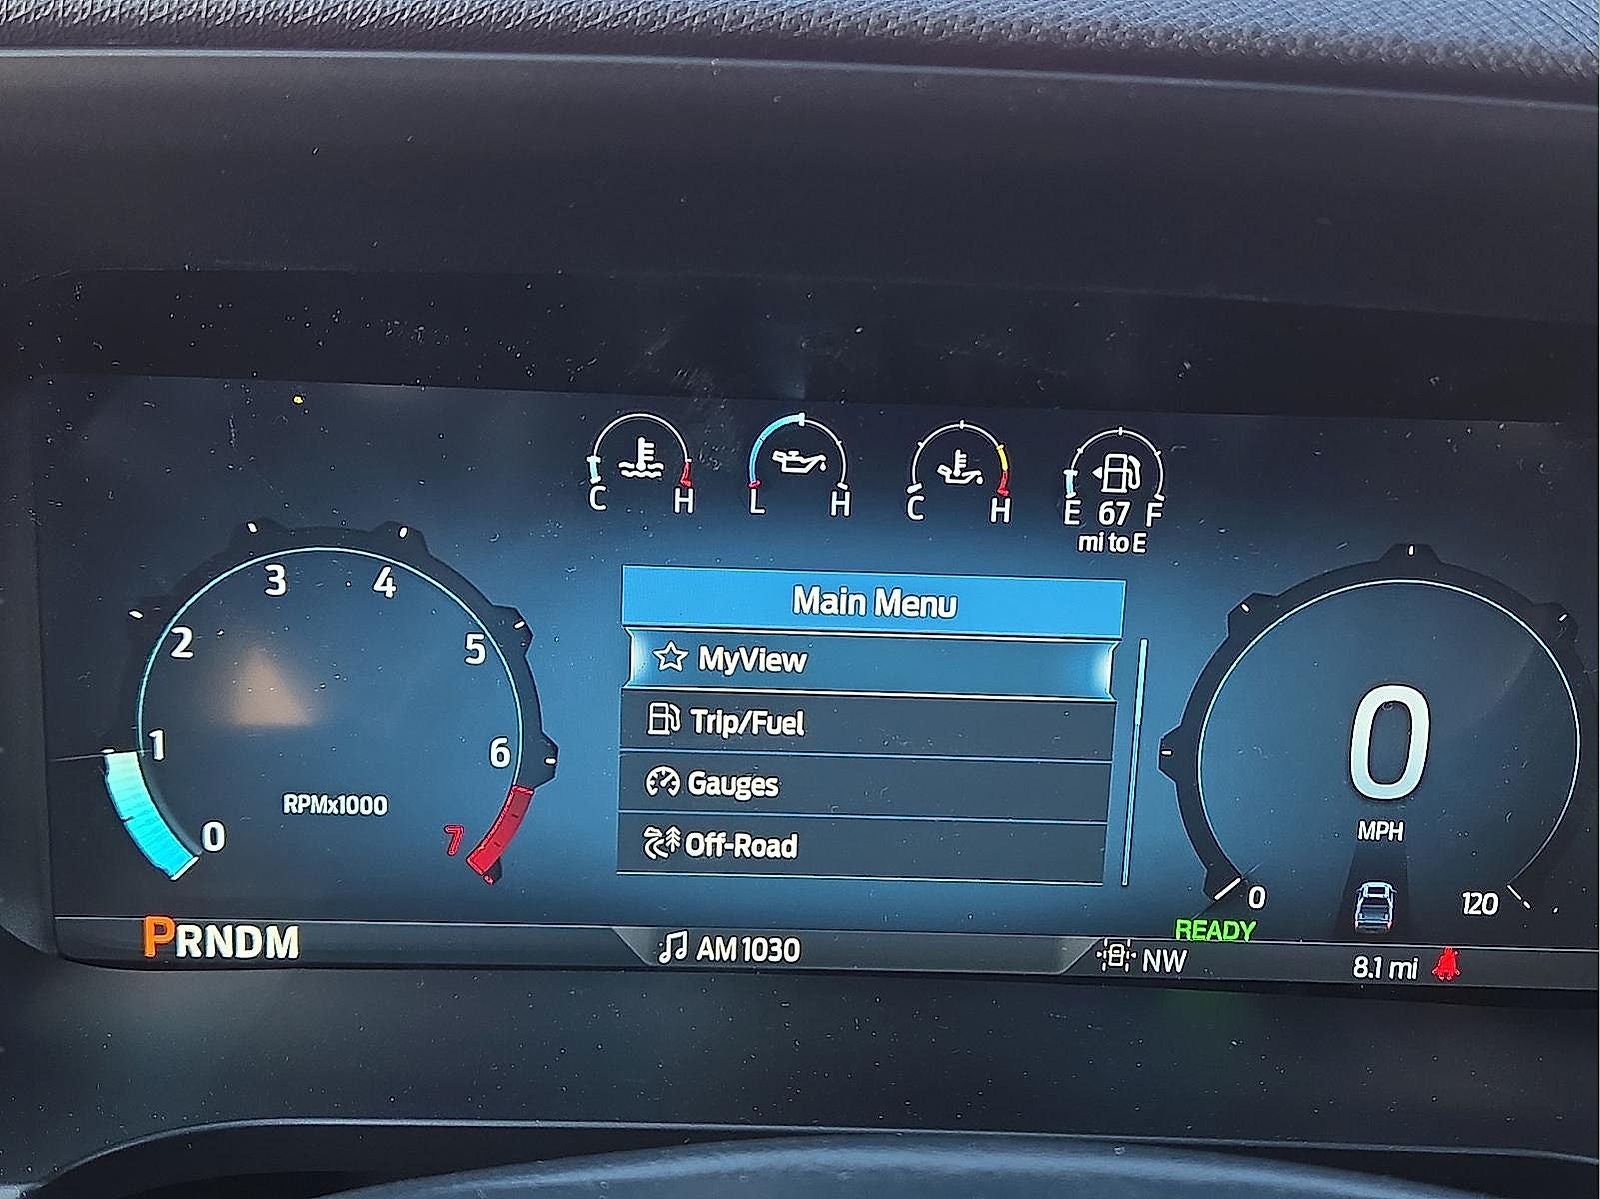 C H
L H
C H
E 67 F
mi to E
0
1
2
3
4
5
6
7
RPMx1000
Main Menu
MyView
Trip/Fuel
Gauges
Off-Road
0
MPH
0
120
READY
PRNDM
AM 1030
NW
8.1 mi